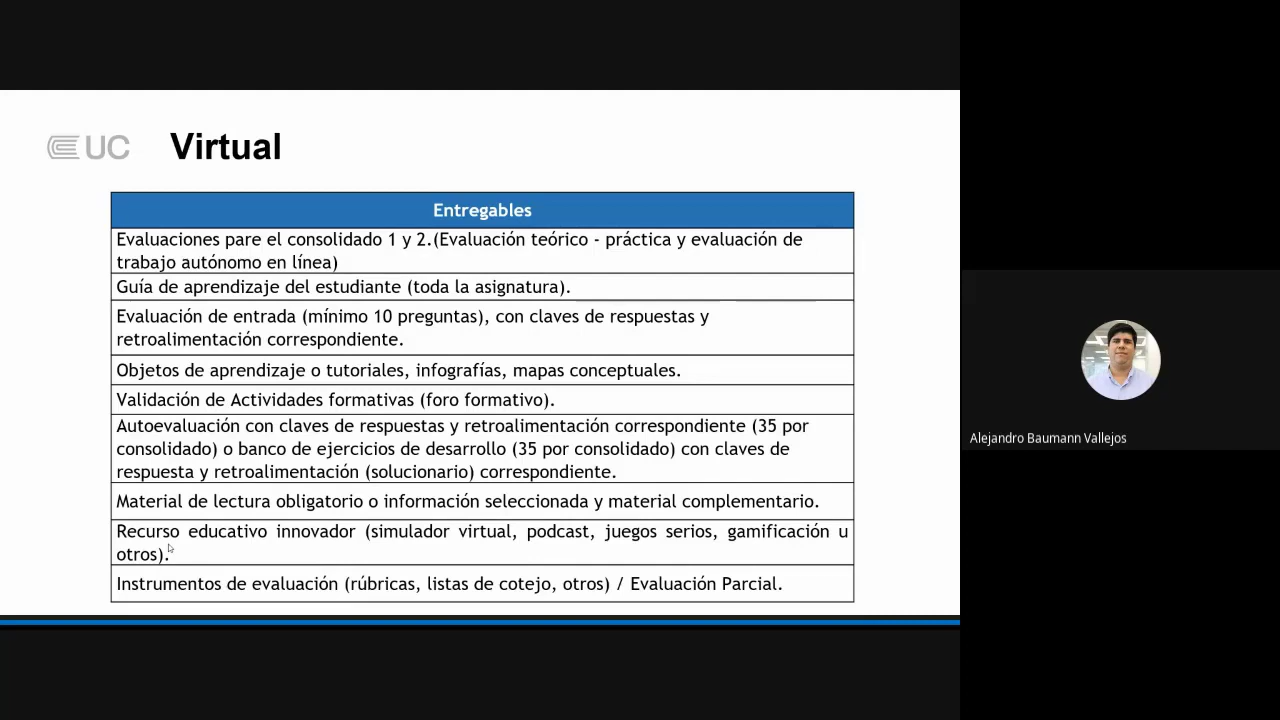 UC
Virtual
Entregables
Evaluaciones pare el consolidado 1 y 2.(Evaluación teórico - práctica y evaluación de
trabajo autónomo en línea)
Guía de aprendizaje del estudiante (toda la asignatura).
Evaluación de entrada (mínimo 10 preguntas), con claves de respuestas y
retroalimentación correspondiente.
Objetos de aprendizaje o tutoriales, infografías, mapas conceptuales.
Validación de Actividades formativas (foro formativo).
Autoevaluación con claves de respuestas y retroalimentación correspondiente (35 por
consolidado) o banco de ejercicios de desarrollo (35 por consolidado) con claves de
respuesta y retroalimentación (solucionario) correspondiente.
Material de lectura obligatorio o información seleccionada y material complementario.
Recurso educativo innovador (simulador virtual, podcast, juegos serios, gamificación u
otros).
Instrumentos de evaluación (rúbricas, listas de cotejo, otros) / Evaluación Parcial.
Alejandro Baumann Vallejos